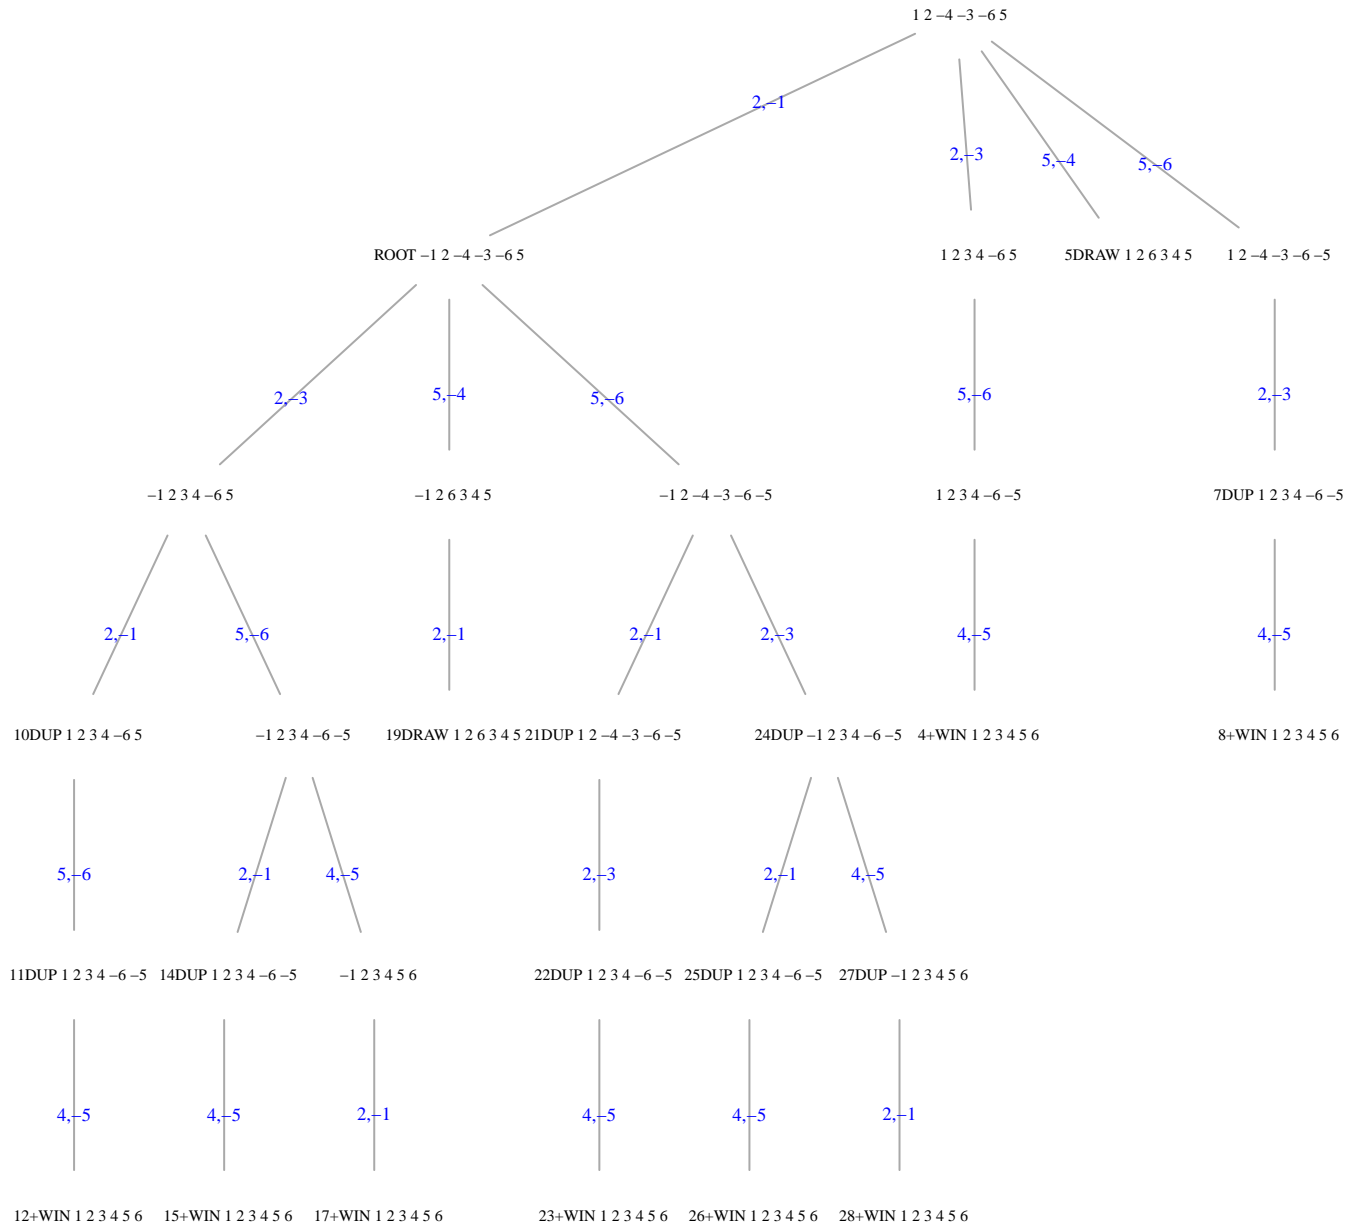 1 2 −4 −3 −6 5
2,−1
2,−3
5,−4
5,−6
ROOT −1 2 −4 −3 −6 5
1 2 3 4 −6 5
5DRAW 1 2 6 3 4 5
1 2 −4 −3 −6 −5
2,−3
5,−4
5,−6
5,−6
2,−3
−1 2 3 4 −6 5
−1 2 6 3 4 5
−1 2 −4 −3 −6 −5
1 2 3 4 −6 −5
7DUP 1 2 3 4 −6 −5
2,−1
5,−6
2,−1
2,−1
2,−3
4,−5
4,−5
10DUP 1 2 3 4 −6 5
−1 2 3 4 −6 −5
19DRAW 1 2 6 3 4 5
21DUP 1 2 −4 −3 −6 −5
24DUP −1 2 3 4 −6 −5
4+WIN 1 2 3 4 5 6
8+WIN 1 2 3 4 5 6
5,−6
2,−1
4,−5
2,−3
2,−1
4,−5
11DUP 1 2 3 4 −6 −5
14DUP 1 2 3 4 −6 −5
−1 2 3 4 5 6
22DUP 1 2 3 4 −6 −5
25DUP 1 2 3 4 −6 −5
27DUP −1 2 3 4 5 6
4,−5
4,−5
2,−1
4,−5
4,−5
2,−1
12+WIN 1 2 3 4 5 6
15+WIN 1 2 3 4 5 6
17+WIN 1 2 3 4 5 6
23+WIN 1 2 3 4 5 6
26+WIN 1 2 3 4 5 6
28+WIN 1 2 3 4 5 6